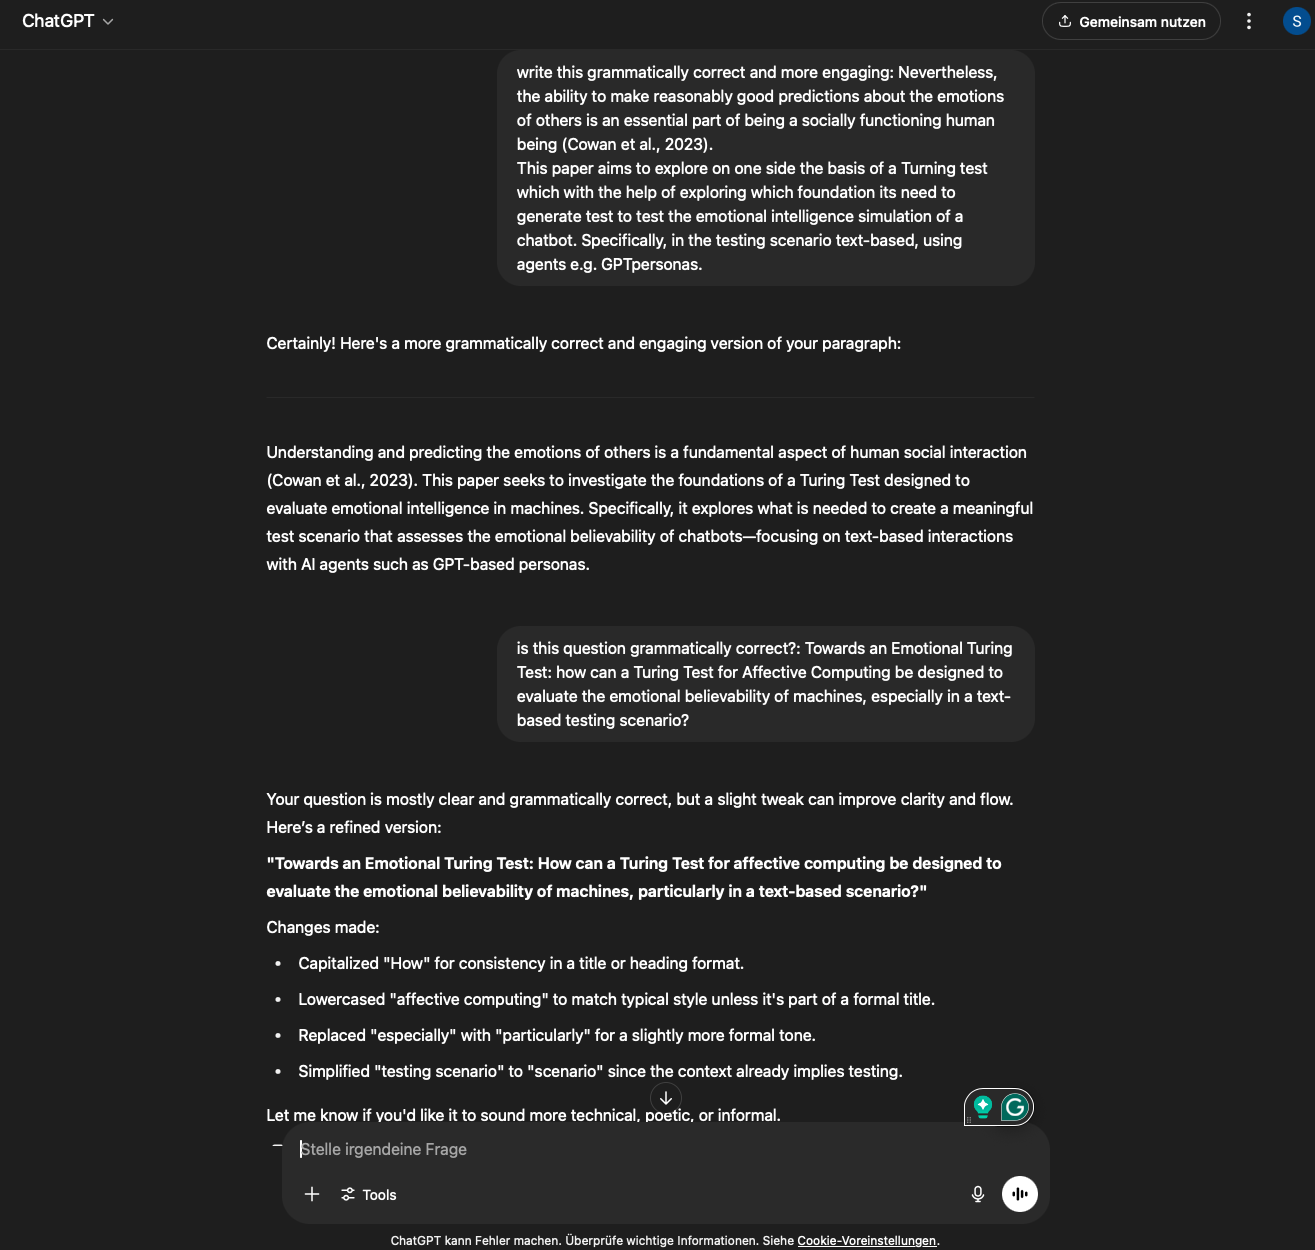 ChatGPT
Gemeinsam nutzen
S
write this grammatically correct and more engaging: Nevertheless,
the ability to make reasonably good predictions about the emotions
of others is an essential part of being a socially functioning human
being (Cowan et al., 2023).
This paper aims to explore on one side the basis of a Turning test
which with the help of exploring which foundation its need to
generate test to test the emotional intelligence simulation of a
chatbot. Specifically, in the testing scenario text-based, using
agents e.g. GPTpersonas.
Certainly! Here's a more grammatically correct and engaging version of your paragraph:
Understanding and predicting the emotions of others is a fundamental aspect of human social interaction
(Cowan et al., 2023). This paper seeks to investigate the foundations of a Turing Test designed to
evaluate emotional intelligence in machines. Specifically, it explores what is needed to create a meaningful
test scenario that assesses the emotional believability of chatbots—focusing on text-based interactions
with AI agents such as GPT-based personas.
is this question grammatically correct?: Towards an Emotional Turing
Test: how can a Turing Test for Affective Computing be designed to
evaluate the emotional believability of machines, especially in a text-
based testing scenario?
Your question is mostly clear and grammatically correct, but a slight tweak can improve clarity and flow.
Here’s a refined version:
"Towards an Emotional Turing Test: How can a Turing Test for affective computing be designed to
evaluate the emotional believability of machines, particularly in a text-based scenario?"
Changes made:
• Capitalized "How" for consistency in a title or heading format.
• Lowercased "affective computing" to match typical style unless it's part of a formal title.
• Replaced "especially" with "particularly" for a slightly more formal tone.
• Simplified "testing scenario" to "scenario" since the context already implies testing.
Let me know if you'd like it to sound more technical, poetic, or informal.
Stelle irgendeine Frage
Tools
ChatGPT kann Fehler machen. Überprüfe wichtige Informationen. Siehe Cookie-Voreinstellungen.